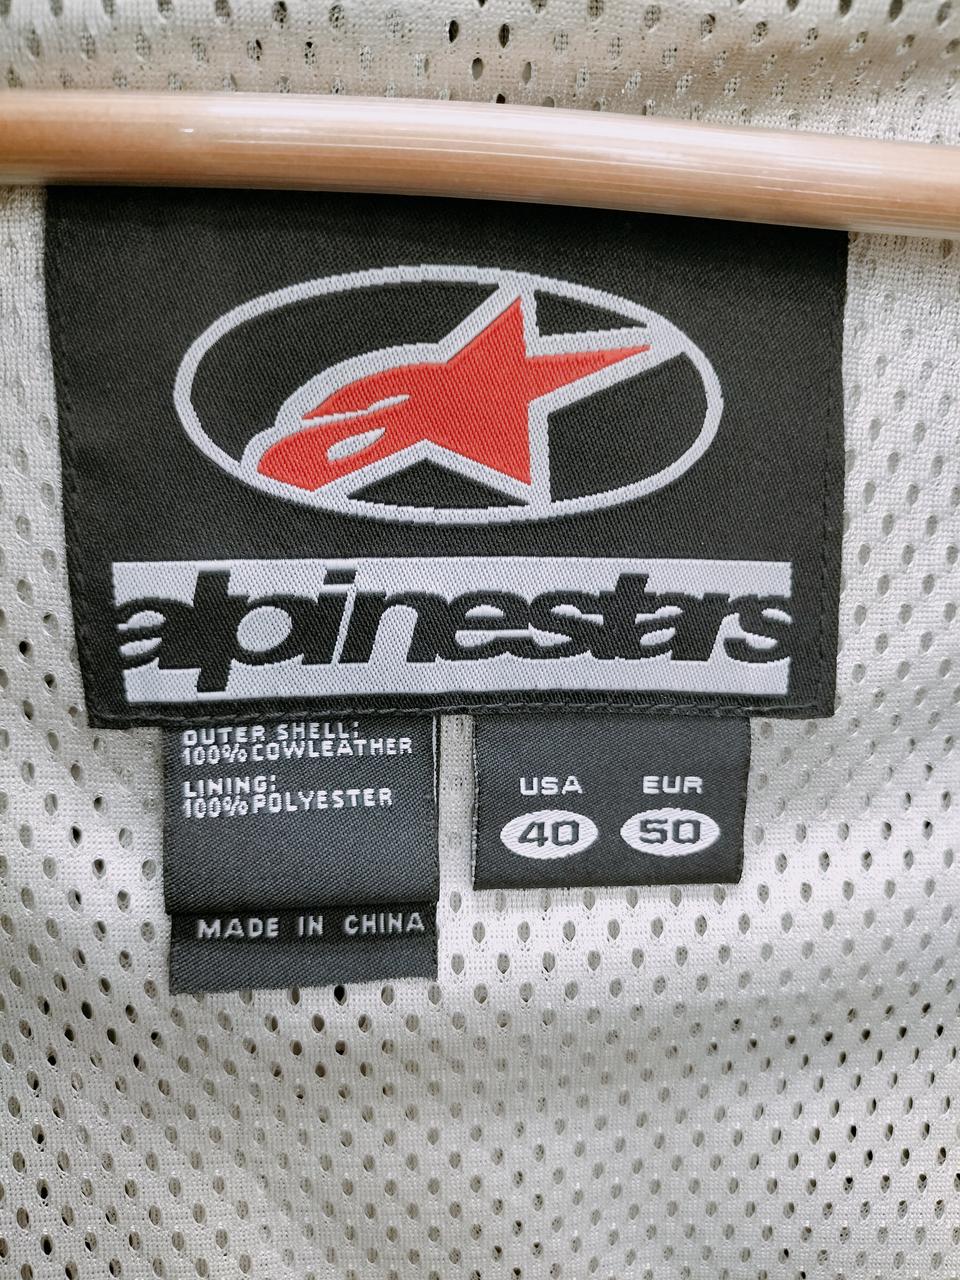 alpinestars
OUTER SHELL:
100% COWLEATHER
LINING:
100% POLYESTER
MADE IN CHINA
USA EUR
40 50